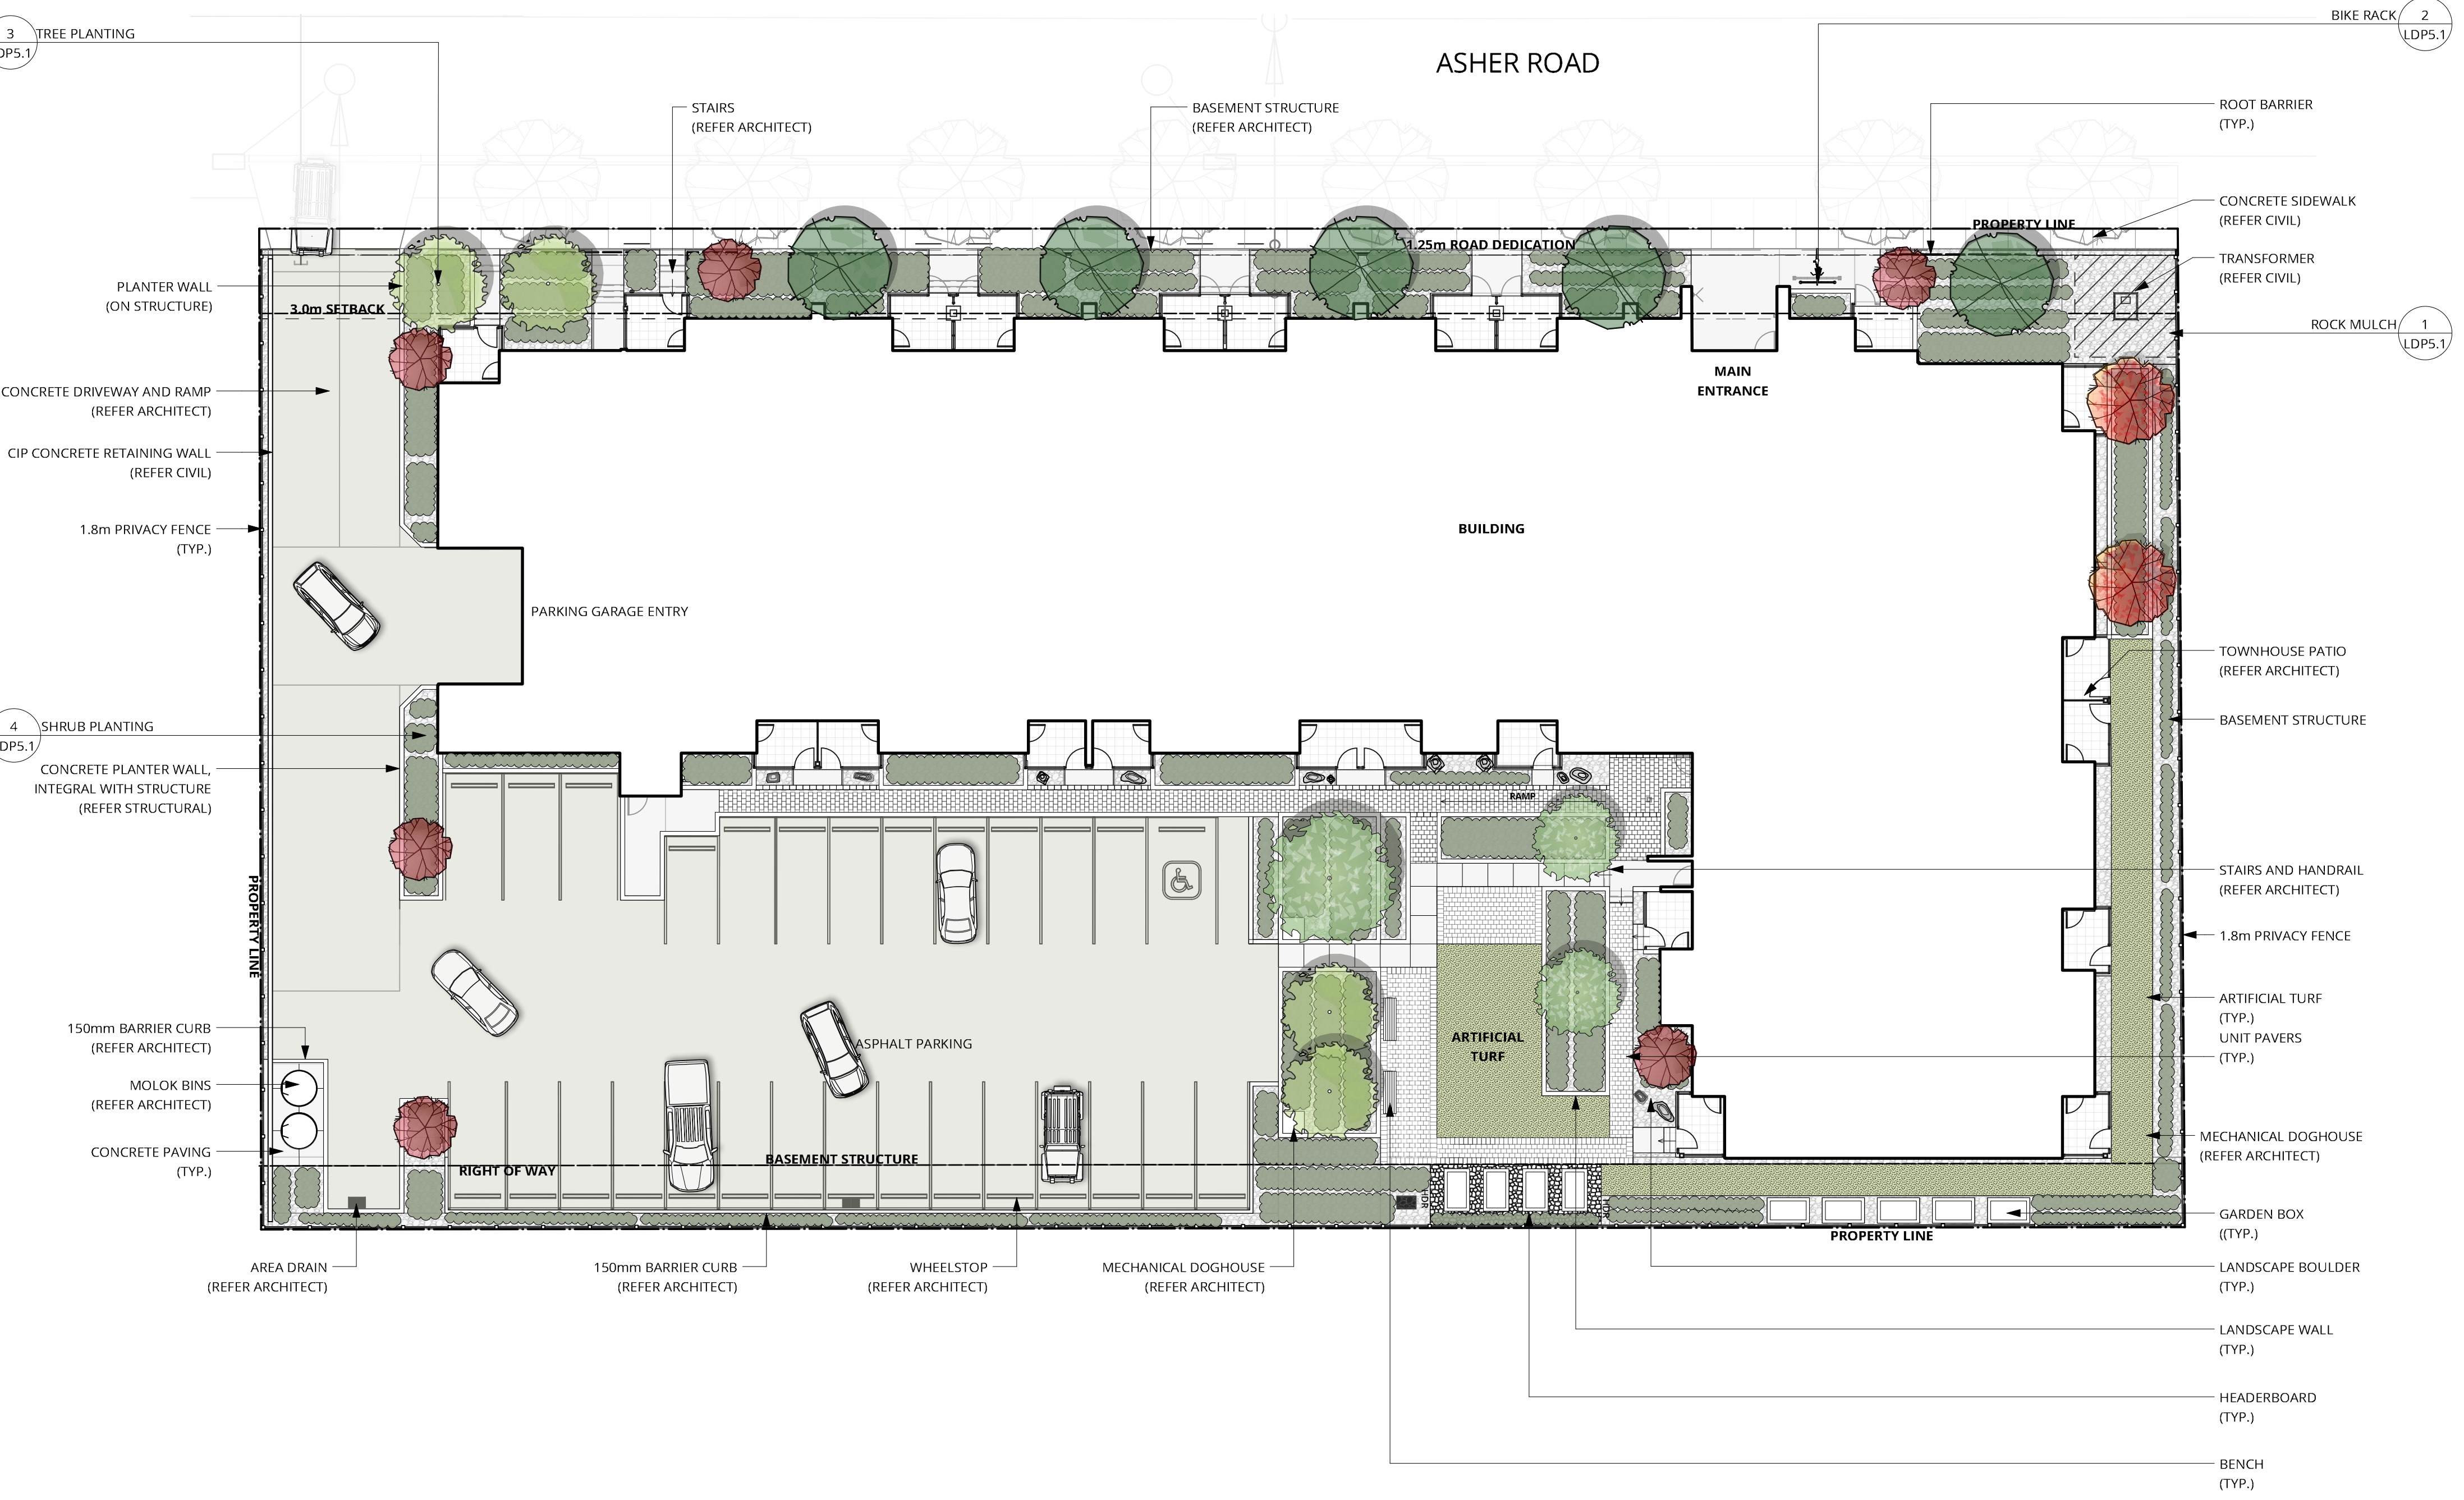 3
TREE PLANTING
DP5.1
ASHER ROAD
BIKE RACK
2
LDP5.1
STAIRS
(REFER ARCHITECT)
BASEMENT STRUCTURE
(REFER ARCHITECT)
ROOT BARRIER
(TYP.)
CONCRETE SIDEWALK
(REFER CIVIL)
PROPERTY LINE
1.25m ROAD DEDICATION
TRANSFORMER
(REFER CIVIL)
PLANTER WALL
(ON STRUCTURE)
3.0m SETBACK
ROCK MULCH
1
LDP5.1
MAIN
ENTRANCE
CONCRETE DRIVEWAY AND RAMP
(REFER ARCHITECT)
CIP CONCRETE RETAINING WALL
(REFER CIVIL)
1.8m PRIVACY FENCE
(TYP.)
BUILDING
PARKING GARAGE ENTRY
TOWNHOUSE PATIO
(REFER ARCHITECT)
4
SHRUB PLANTING
DP5.1
BASEMENT STRUCTURE
CONCRETE PLANTER WALL,
INTEGRAL WITH STRUCTURE
(REFER STRUCTURAL)
RAMP
STAIRS AND HANDRAIL
(REFER ARCHITECT)
PROPERTY LINE
1.8m PRIVACY FENCE
ARTIFICIAL TURF
(TYP.)
UNIT PAVERS
(TYP.)
150mm BARRIER CURB
(REFER ARCHITECT)
ASPHALT PARKING
ARTIFICIAL
TURF
MOLOK BINS
(REFER ARCHITECT)
CONCRETE PAVING
(TYP.)
RIGHT OF WAY
BASEMENT STRUCTURE
MECHANICAL DOGHOUSE
(REFER ARCHITECT)
HDR
HDR
GARDEN BOX
((TYP.)
PROPERTY LINE
AREA DRAIN
(REFER ARCHITECT)
150mm BARRIER CURB
(REFER ARCHITECT)
WHEELSTOP
(REFER ARCHITECT)
MECHANICAL DOGHOUSE
(REFER ARCHITECT)
LANDSCAPE BOULDER
(TYP.)
LANDSCAPE WALL
(TYP.)
HEADERBOARD
(TYP.)
BENCH
(TYP.)